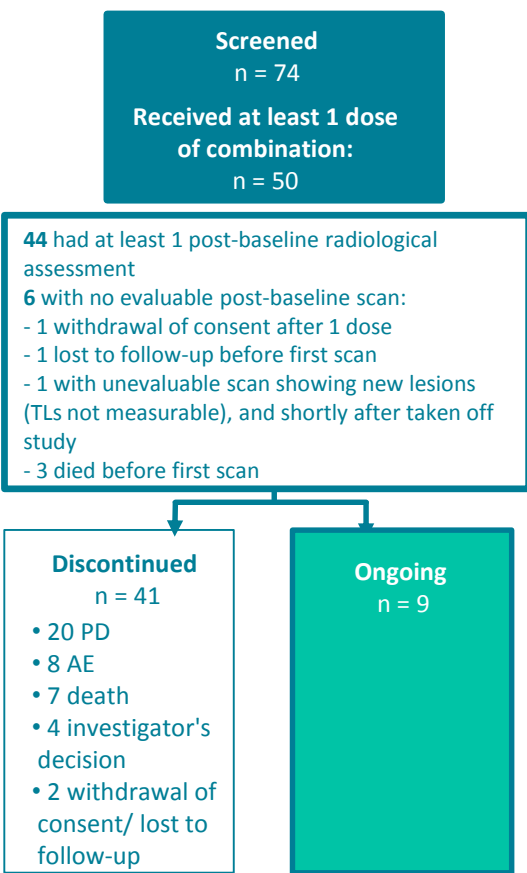 Screened
n = 74
Received at least 1 dose
of combination:
n = 50
44 had at least 1 post-baseline radiological
assessment
6 with no evaluable post-baseline scan:
- 1 withdrawal of consent after 1 dose
- 1 lost to follow-up before first scan
- 1 with unevaluable scan showing new lesions
(TLs not measurable), and shortly after taken off
study
- 3 died before first scan
Discontinued
n = 41
• 20 PD
• 8 AE
• 7 death
• 4 investigator's
decision
• 2 withdrawal of
consent/ lost to
follow-up
Ongoing
n = 9